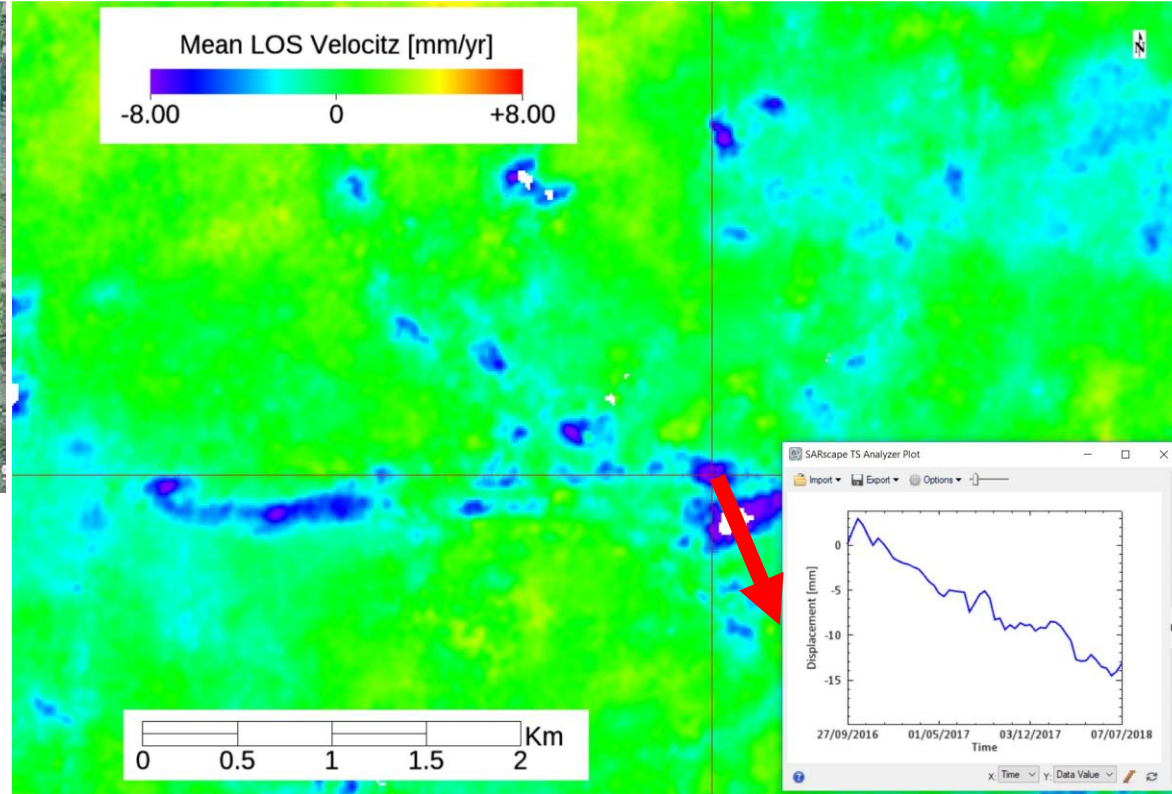 Mean LOS Velocitz [mm/yr]
-8.00 0 +8.00
N
SARscape TS Analyzer Plot
Import Export Options
Displacement [mm]
0
-5
-10
-15
27/09/2016 01/05/2017 03/12/2017 07/07/2018
Time
X: Time Y: Data Value
Km
0 0.5 1 1.5 2